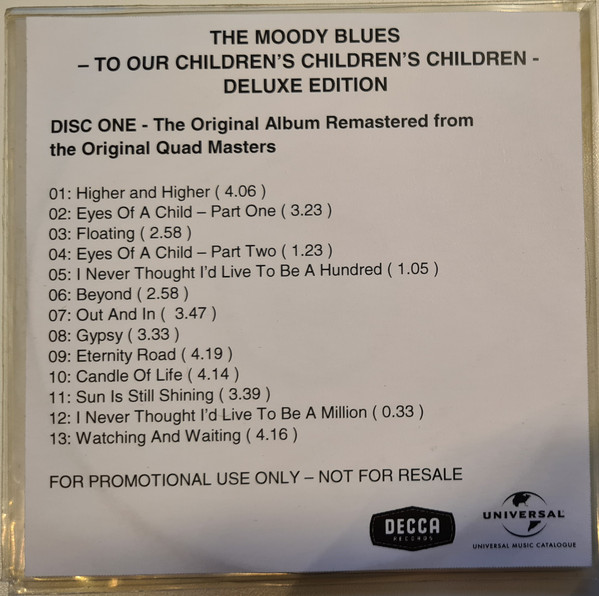 THE MOODY BLUES
– TO OUR CHILDREN'S CHILDREN'S CHILDREN -
DELUXE EDITION
DISC ONE - The Original Album Remastered from
the Original Quad Masters
01: Higher and Higher ( 4.06 )
02: Eyes Of A Child – Part One ( 3.23 )
03: Floating ( 2.58 )
04: Eyes Of A Child – Part Two ( 1.23 )
05: I Never Thought I'd Live To Be A Hundred ( 1.05 )
06: Beyond ( 2.58 )
07: Out And In (  3.47 )
08: Gypsy ( 3.33 )
09: Eternity Road ( 4.19 )
10: Candle Of Life ( 4.14 )
11: Sun Is Still Shining ( 3.39 )
12: I Never Thought I'd Live To Be A Million ( 0.33 )
13: Watching And Waiting ( 4.16 )
FOR PROMOTIONAL USE ONLY – NOT FOR RESALE
DECCA
RECORDS
UNIVERSAL
UNIVERSAL MUSIC CATALOGUE